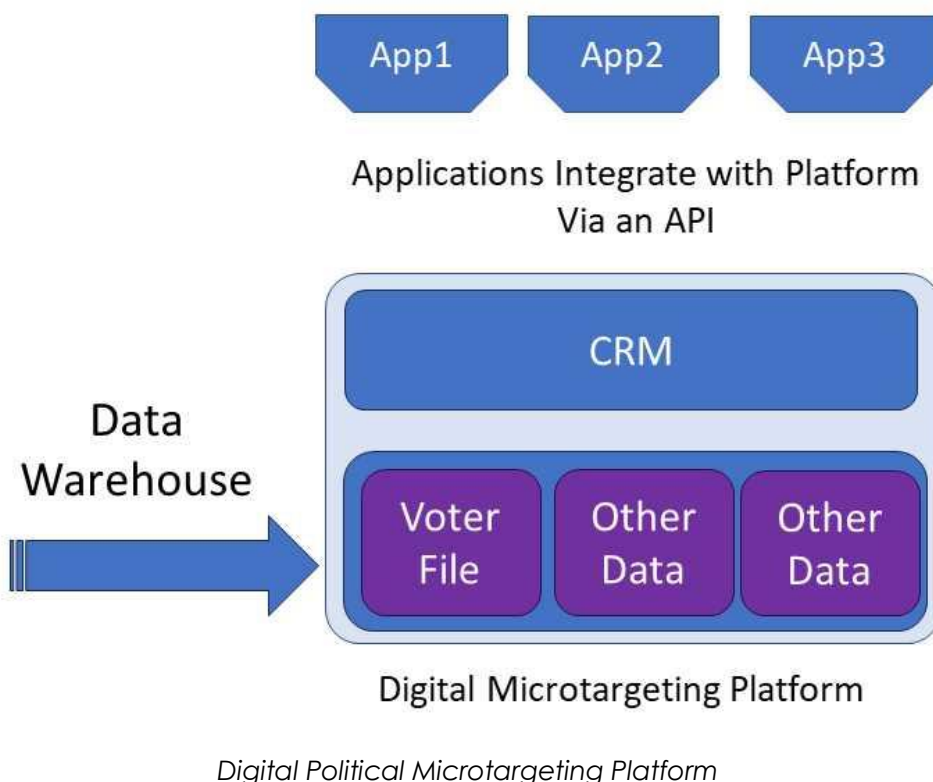 App1 App2 App3
Applications Integrate with Platform
Via an API
CRM
Data
Warehouse
Voter
File
Other
Data
Other
Data
Digital Microtargeting Platform
Digital Political Microtargeting Platform